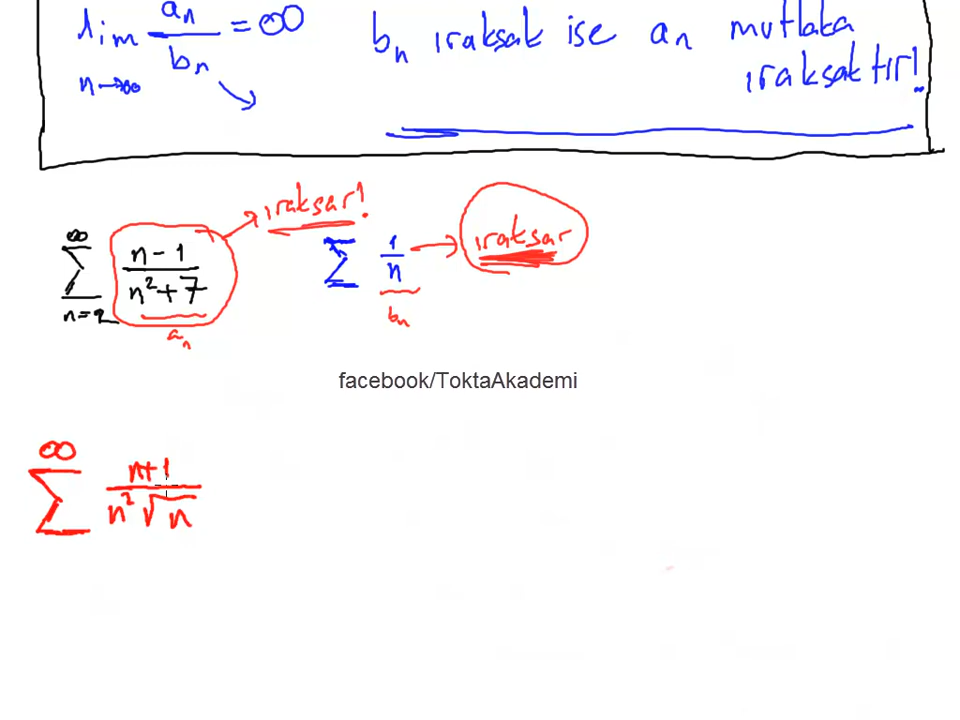 lim aₙ/bₙ = ∞ bₙ ıraksak ise aₙ mutlaka
n→∞ ıraksaktır!
ıraksar!
∞
∑ (n-1)/(n²+7) ∑ 1/n → ıraksar
n=2
aₙ bₙ
facebook/ToktaAkademi
∞
∑ (n+1)/(n²√n)